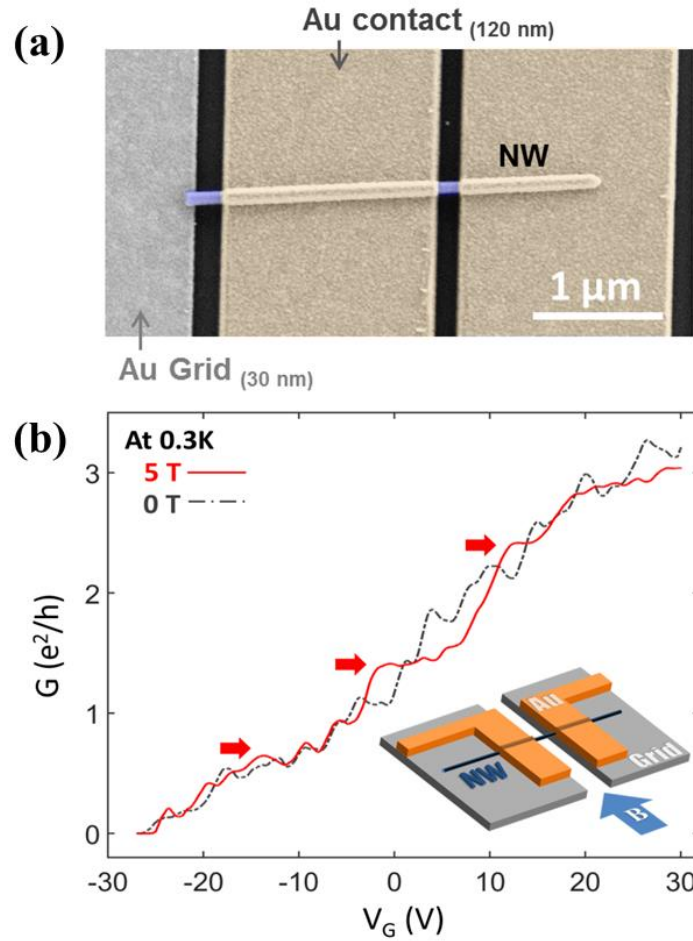 (a)
Au contact (120 nm)
NW
1 µm
Au Grid (30 nm)
(b)
At 0.3K
5 T
0 T
G (e²/h)
3
2
1
0
Au
Grid
NW
B
-30 -20 -10 0 10 20 30
V_G (V)